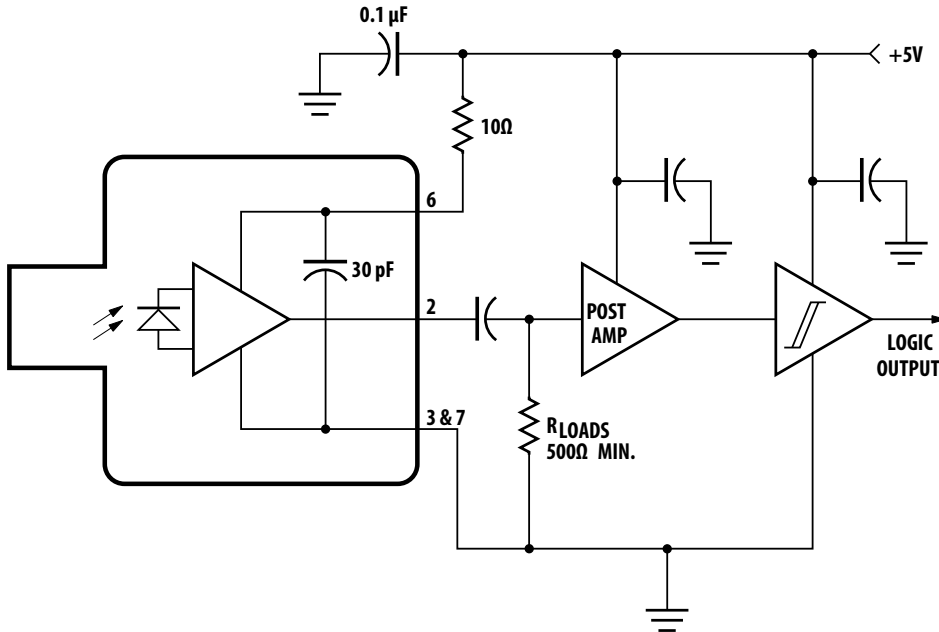 0.1 µF
+5V
10Ω
6
30 pF
2
POST
AMP
LOGIC
OUTPUT
3 & 7
RLOADS
500Ω MIN.